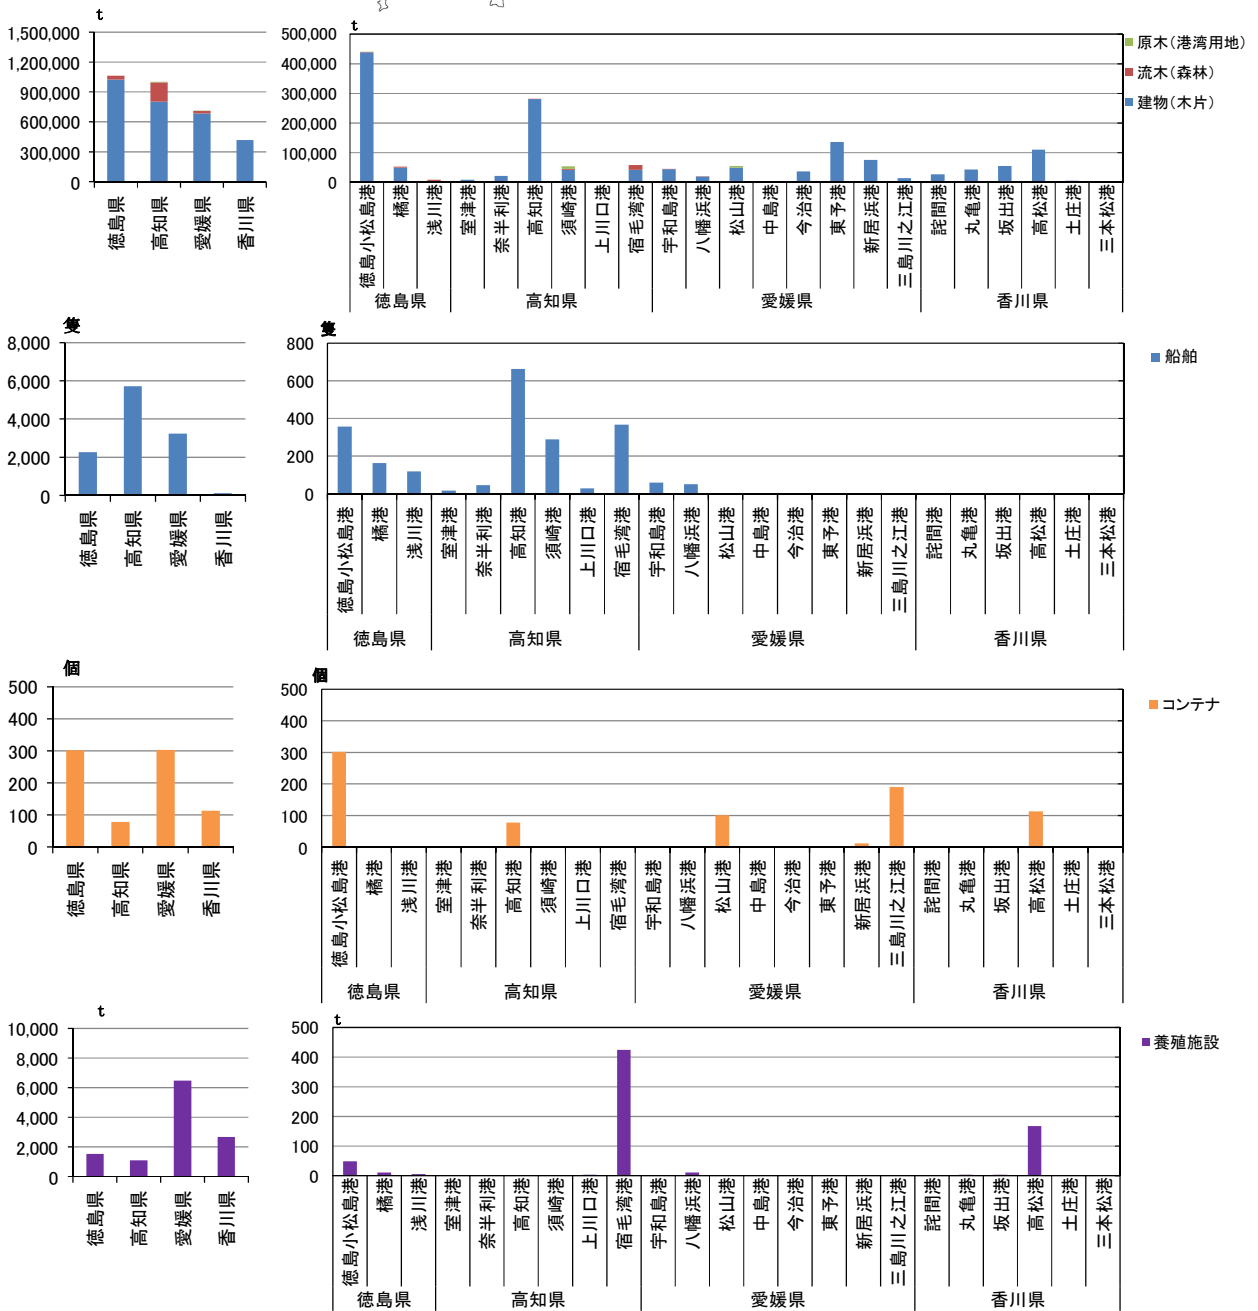 t
1,500,000
1,200,000
900,000
600,000
300,000
0
徳島県
高知県
愛媛県
香川県
t
500,000
400,000
300,000
200,000
100,000
0
徳島小松島港
橘港
浅川港
室津港
奈半利港
高知港
須崎港
上川口港
宿毛湾港
宇和島港
八幡浜港
松山港
中島港
今治港
東予港
新居浜港
三島川之江港
詫間港
丸亀港
坂出港
高松港
土庄港
三本松港
徳島県
高知県
愛媛県
香川県
原木(港湾用地)
流木(森林)
建物(木片)
隻
8,000
6,000
4,000
2,000
0
徳島県
高知県
愛媛県
香川県
隻
800
600
400
200
0
徳島小松島港
橘港
浅川港
室津港
奈半利港
高知港
須崎港
上川口港
宿毛湾港
宇和島港
八幡浜港
松山港
中島港
今治港
東予港
新居浜港
三島川之江港
詫間港
丸亀港
坂出港
高松港
土庄港
三本松港
徳島県
高知県
愛媛県
香川県
船舶
個
500
400
300
200
100
0
徳島県
高知県
愛媛県
香川県
個
500
400
300
200
100
0
徳島小松島港
橘港
浅川港
室津港
奈半利港
高知港
須崎港
上川口港
宿毛湾港
宇和島港
八幡浜港
松山港
中島港
今治港
東予港
新居浜港
三島川之江港
詫間港
丸亀港
坂出港
高松港
土庄港
三本松港
徳島県
高知県
愛媛県
香川県
コンテナ
t
10,000
8,000
6,000
4,000
2,000
0
徳島県
高知県
愛媛県
香川県
t
500
400
300
200
100
0
徳島小松島港
橘港
浅川港
室津港
奈半利港
高知港
須崎港
上川口港
宿毛湾港
宇和島港
八幡浜港
松山港
中島港
今治港
東予港
新居浜港
三島川之江港
詫間港
丸亀港
坂出港
高松港
土庄港
三本松港
徳島県
高知県
愛媛県
香川県
養殖施設